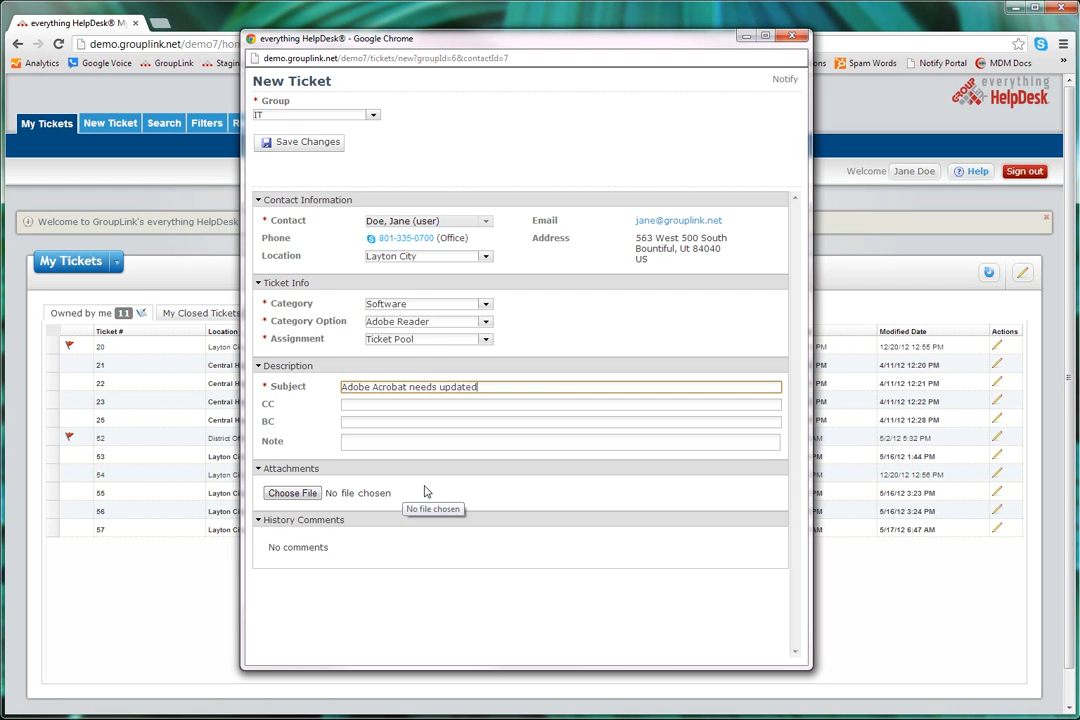 everything HelpDesk® M
everything HelpDesk® - Google Chrome
demo.grouplink.net/demo7/ho
demo.grouplink.net/demo7/tickets/new?groupId=6&contactId=7
Analytics
Google Voice
GroupLink
Stagin
Spam Words
Notify Portal
MDM Docs
»
New Ticket
Notify
* Group
IT
Save Changes
everything
HelpDesk
GROUP
My Tickets
New Ticket
Search
Filters
R
Welcome
Jane Doe
Help
Sign out
Welcome to GroupLink's everything HelpDesk
My Tickets
Owned by me 11
My Closed Tickets
Ticket #
Location
Modified Date
Actions
20
Layton C
PM
12/20/12 12:55 PM
21
Central H
PM
4/11/12 12:20 PM
22
Central H
PM
4/11/12 12:22 PM
23
Central H
PM
4/11/12 12:22 PM
25
Central H
PM
4/11/12 12:28 PM
52
District O
AM
5/2/12 5:32 PM
53
Layton C
AM
5/16/12 1:44 PM
54
Layton C
AM
12/20/12 12:56 PM
55
Layton C
PM
5/16/12 3:23 PM
56
Layton C
PM
5/16/12 3:24 PM
57
Layton C
PM
5/17/12 6:47 AM
Contact Information
* Contact
Doe, Jane (user)
Email
jane@grouplink.net
Phone
801-335-0700 (Office)
Address
563 West 500 South
Bountiful, Ut 84040
US
* Location
Layton City
Ticket Info
* Category
Software
* Category Option
Adobe Reader
* Assignment
Ticket Pool
Description
* Subject
Adobe Acrobat needs updated
CC
BC
Note
Attachments
Choose File
No file chosen
No file chosen
History Comments
No comments